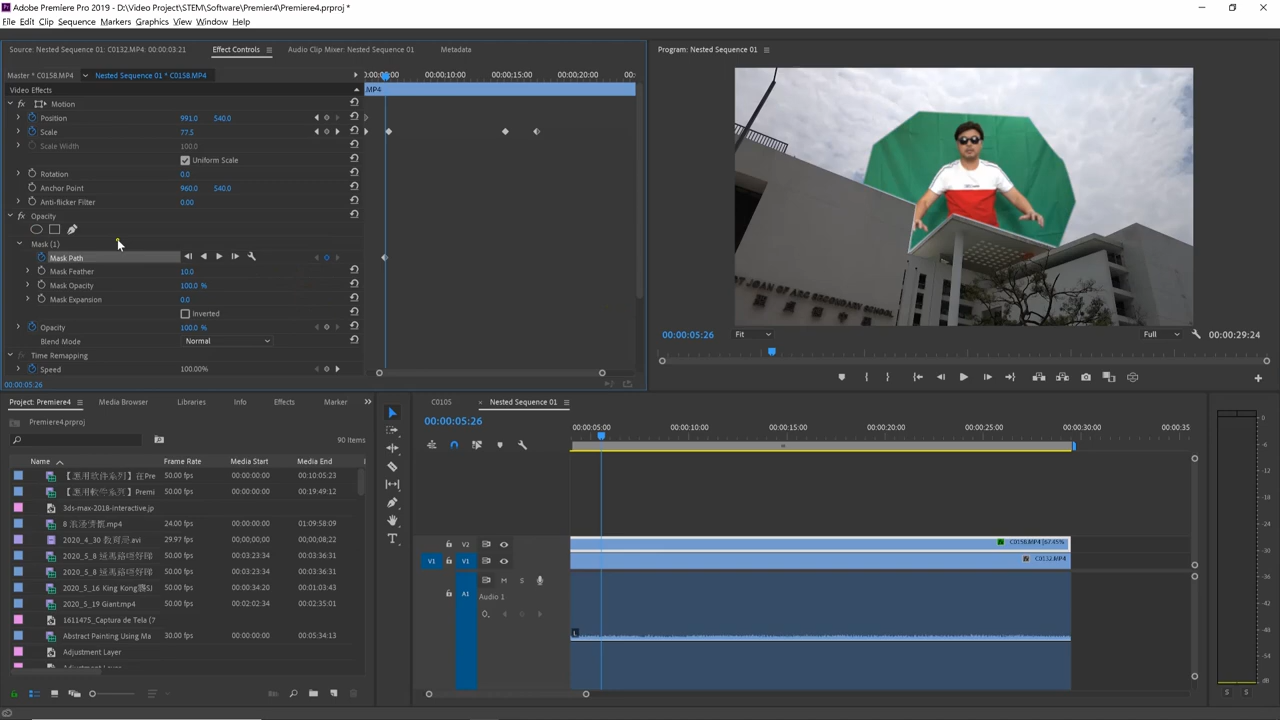 Adobe Premiere Pro 2019 - D:\Video Project\STEM\Premier4\Premiere4.prproj *
File Edit Clip Sequence Markers Graphics View Window Help
Source: Nested Sequence 01: C0132.MP4: 00:00:03:21
Effect Controls
Audio Clip Mixer: Nested Sequence 01
Metadata
Program: Nested Sequence 01
Master * C0158.MP4
Nested Sequence 01 * C0158.MP4
00:00:10:00
00:00:15:00
00:00:20:00
Video Effects
MP4
Motion
Position 991.0 540.0
Scale 77.5
Scale Width 100.0
Uniform Scale
Rotation 0.0
Anchor Point 960.0 540.0
Anti-flicker Filter 0.00
Opacity
Mask (1)
Mask Path
Mask Feather 10.0
Mask Opacity 100.0 %
Mask Expansion 0.0
Inverted
Opacity 100.0 %
Blend Mode Normal
Time Remapping
Speed 100.00%
00:00:05:26
JOAN OF ARC SECONDARY SCHOOL
00:00:05:26 Fit Full 00:00:29:24
Project: Premiere4
Media Browser
Libraries
Info
Effects
Marker
Premiere4.prproj
90 Items
Name Frame Rate Media Start Media End
50.00 fps 00:00:00:00 00:10:05:23
50.00 fps 00:00:00:00 00:19:49:12
3ds-max-2018-interactive.jp
24.00 fps 00:00:00:00 01:09:58:09
2020_4_30 教育局.avi 29.97 fps 00;00;00;00 00;00;08;22
50.00 fps 00:03:23:34 00:03:36:31
50.00 fps 00:03:23:34 00:03:36:31
50.00 fps 00:00:34:20 00:01:03:43
2020_5_19 Giant.mp4 50.00 fps 00:02:02:34 00:02:35:01
1611475_Captura de Tela (7
Abstract Painting Using Ma 30.00 fps 00:00:00:00 00:05:34:13
Adjustment Layer
C0105
Nested Sequence 01
00:00:05:26
00:00:05:00
00:00:10:00
00:00:15:00
00:00:20:00
00:00:25:00
00:00:30:00
00:00:35
V2
C0158.MP4 [67.45%]
V1 V1
C0132.MP4
A1 M S
Audio 1
L
0
-6
-12
-18
-24
-30
-36
-42
-48
-54
dB
S S